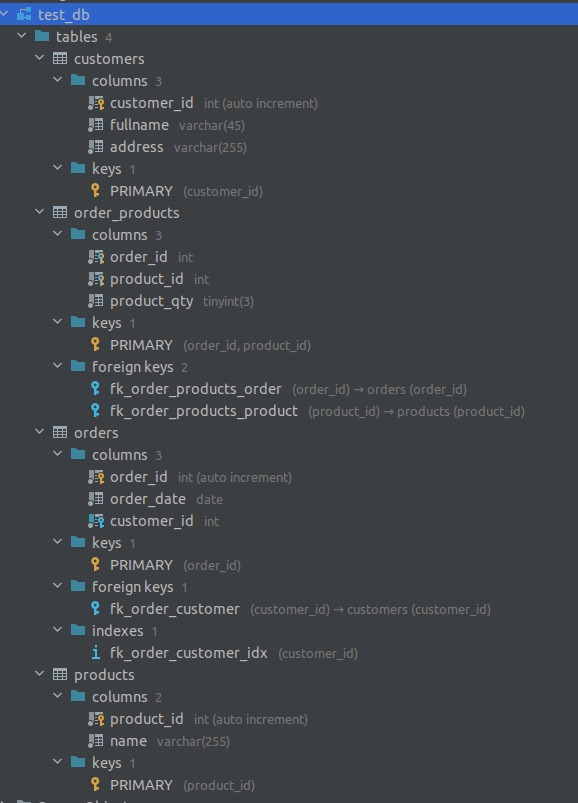 test_db
tables 4
customers
columns 3
customer_id int (auto increment)
fullname varchar(45)
address varchar(255)
keys 1
PRIMARY (customer_id)
order_products
columns 3
order_id int
product_id int
product_qty tinyint(3)
keys 1
PRIMARY (order_id, product_id)
foreign keys 2
fk_order_products_order (order_id) → orders (order_id)
fk_order_products_product (product_id) → products (product_id)
orders
columns 3
order_id int (auto increment)
order_date date
customer_id int
keys 1
PRIMARY (order_id)
foreign keys 1
fk_order_customer (customer_id) → customers (customer_id)
indexes 1
fk_order_customer_idx (customer_id)
products
columns 2
product_id int (auto increment)
name varchar(255)
keys 1
PRIMARY (product_id)